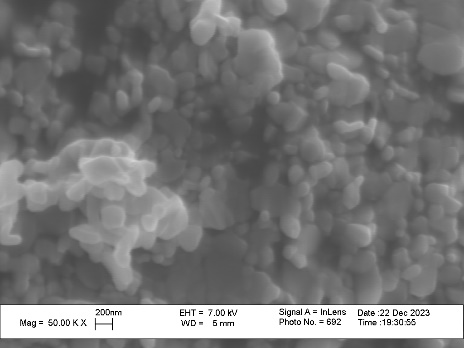 200nm
Mag = 50.00 K X
EHT = 7.00 kV
WD = 5 mm
Signal A = InLens
Photo No. = 692
Date :22 Dec 2023
Time :19:30:55